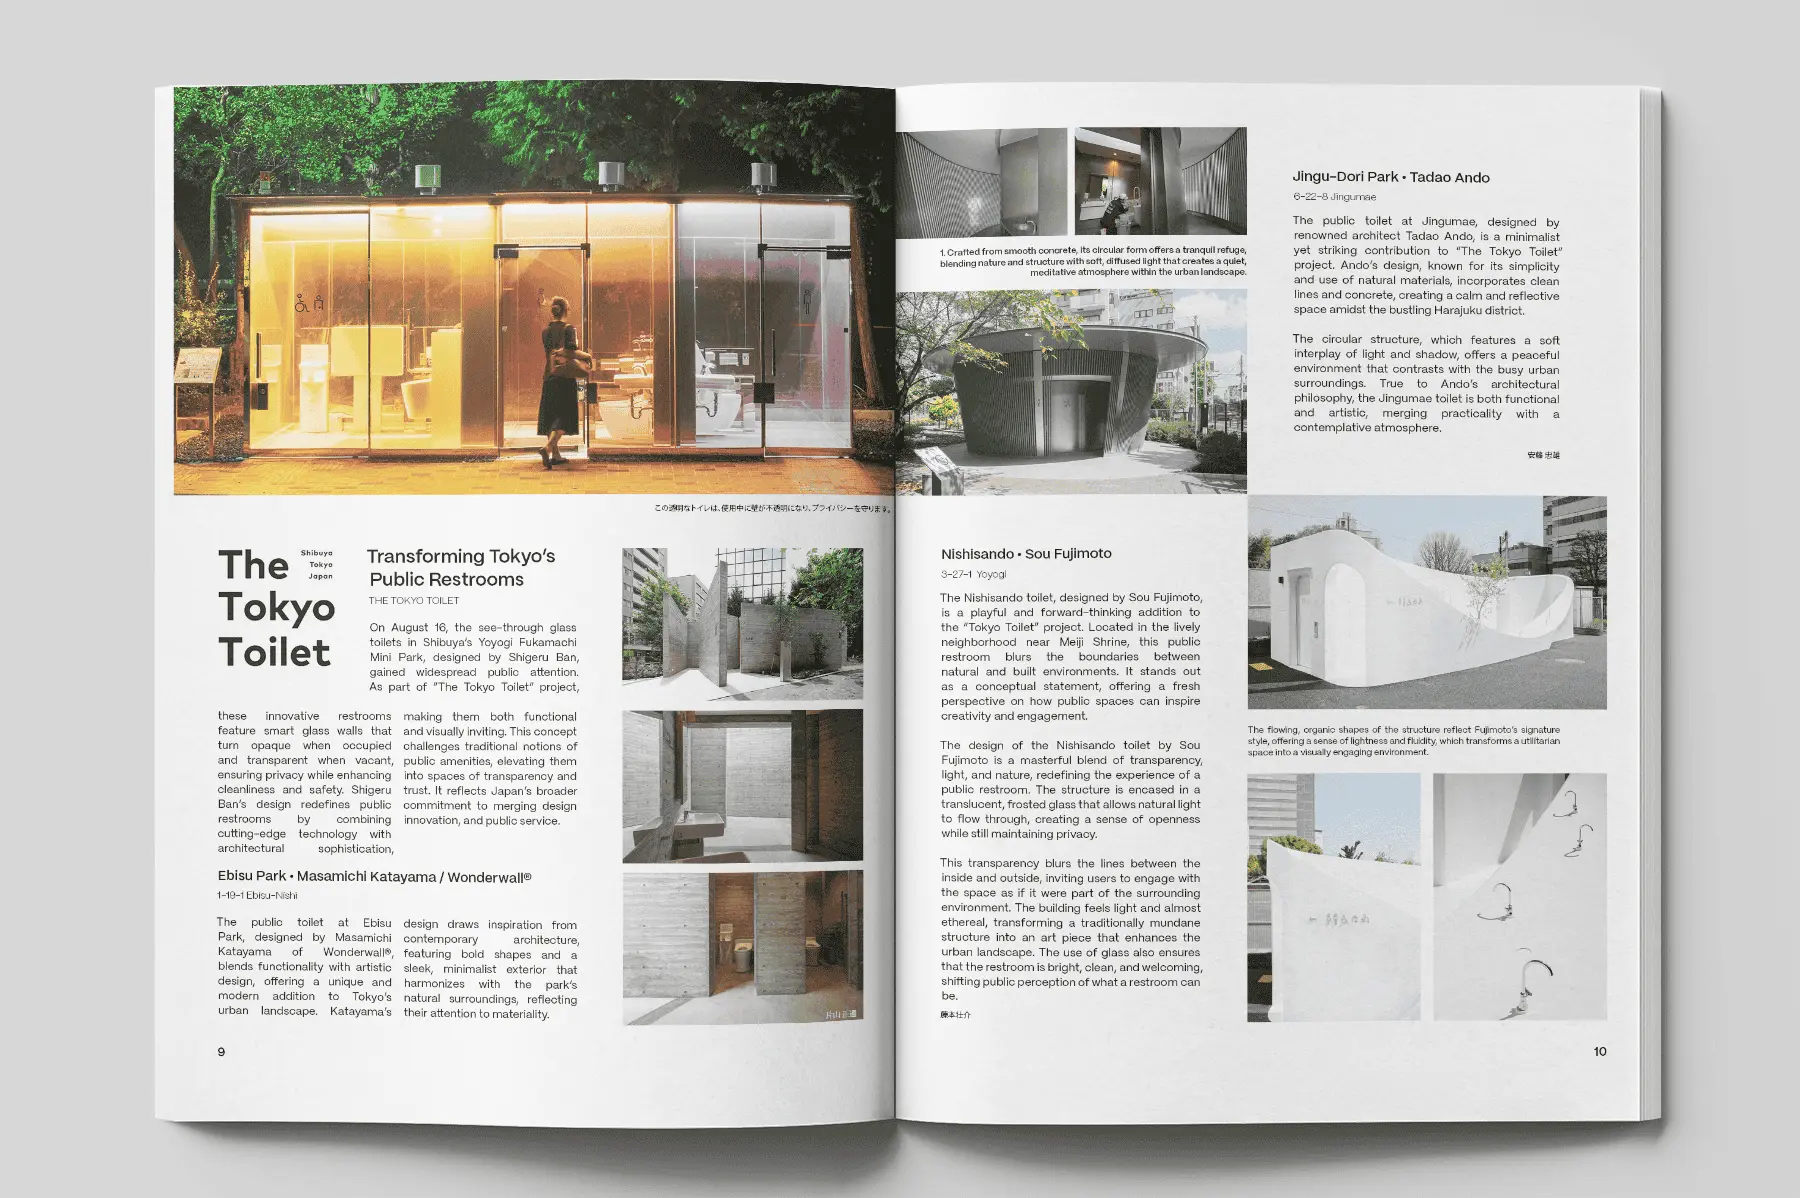 この透明なトイレは、使用中に壁が不透明になり、プライバシーを守ります。
The
Tokyo
Toilet
Shibuya
Tokyo
Japan
Transforming Tokyo’s
Public Restrooms
THE TOKYO TOILET
On August 16, the see-through glass
toilets in Shibuya’s Yoyogi Fukamachi
Mini Park, designed by Shigeru Ban,
gained widespread public attention.
As part of “The Tokyo Toilet” project,
these innovative restrooms
feature smart glass walls that
turn opaque when occupied
and transparent when vacant,
ensuring privacy while enhancing
cleanliness and safety. Shigeru
Ban’s design redefines public
restrooms by combining
cutting-edge technology with
architectural sophistication,
making them both functional
and visually inviting. This concept
challenges traditional notions of
public amenities, elevating them
into spaces of transparency and
trust. It reflects Japan’s broader
commitment to merging design
innovation, and public service.
Ebisu Park • Masamichi Katayama / Wonderwall®
1-19-1 Ebisu-Nishi
The public toilet at Ebisu
Park, designed by Masamichi
Katayama of Wonderwall®,
blends functionality with artistic
design, offering a unique and
modern addition to Tokyo’s
urban landscape. Katayama’s
design draws inspiration from
contemporary architecture,
featuring bold shapes and a
sleek, minimalist exterior that
harmonizes with the park’s
natural surroundings, reflecting
their attention to materiality.
片山正通
9
1. Crafted from smooth concrete, its circular form offers a tranquil refuge,
blending nature and structure with soft, diffused light that creates a quiet,
meditative atmosphere within the urban landscape.
Jingu-Dori Park • Tadao Ando
6-22-8 Jingumae
The public toilet at Jingumae, designed by
renowned architect Tadao Ando, is a minimalist
yet striking contribution to “The Tokyo Toilet”
project. Ando’s design, known for its simplicity
and use of natural materials, incorporates clean
lines and concrete, creating a calm and reflective
space amidst the bustling Harajuku district.
The circular structure, which features a soft
interplay of light and shadow, offers a peaceful
environment that contrasts with the busy urban
surroundings. True to Ando’s architectural
philosophy, the Jingumae toilet is both functional
and artistic, merging practicality with a
contemplative atmosphere.
安藤 忠雄
Nishisando • Sou Fujimoto
3-27-1 Yoyogi
The Nishisando toilet, designed by Sou Fujimoto,
is a playful and forward-thinking addition to
the “Tokyo Toilet” project. Located in the lively
neighborhood near Meiji Shrine, this public
restroom blurs the boundaries between
natural and built environments. It stands out
as a conceptual statement, offering a fresh
perspective on how public spaces can inspire
creativity and engagement.
The design of the Nishisando toilet by Sou
Fujimoto is a masterful blend of transparency,
light, and nature, redefining the experience of a
public restroom. The structure is encased in a
translucent, frosted glass that allows natural light
to flow through, creating a sense of openness
while still maintaining privacy.
This transparency blurs the lines between the
inside and outside, inviting users to engage with
the space as if it were part of the surrounding
environment. The building feels light and almost
ethereal, transforming a traditionally mundane
structure into an art piece that enhances the
urban landscape. The use of glass also ensures
that the restroom is bright, clean, and welcoming,
shifting public perception of what a restroom can
be.
藤本壮介
The flowing, organic shapes of the structure reflect Fujimoto’s signature
style, offering a sense of lightness and fluidity, which transforms a utilitarian
space into a visually engaging environment.
10